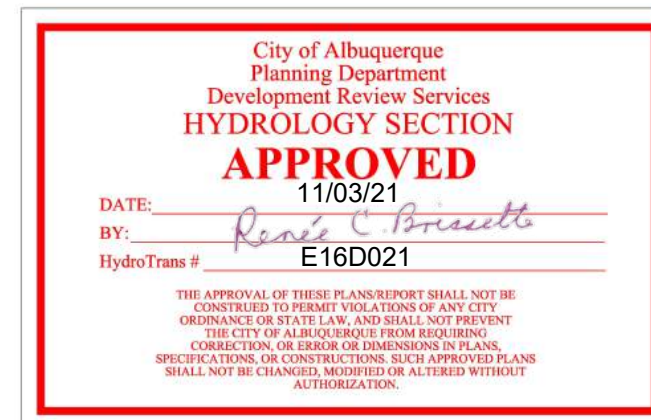 City of Albuquerque
Planning Department
Development Review Services
HYDROLOGY SECTION
APPROVED
DATE: 11/03/21
BY: Renée C. Brissette
HydroTrans # E16D021
THE APPROVAL OF THESE PLANS/REPORT SHALL NOT BE
CONSTRUED TO PERMIT VIOLATIONS OF ANY CITY
ORDINANCE OR STATE LAW, AND SHALL NOT PREVENT
THE CITY OF ALBUQUERQUE FROM REQUIRING
CORRECTION, OR ERROR OR DIMENSIONS IN PLANS,
SPECIFICATIONS, OR CONSTRUCTIONS. SUCH APPROVED PLANS
SHALL NOT BE CHANGED, MODIFIED OR ALTERED WITHOUT
AUTHORIZATION.